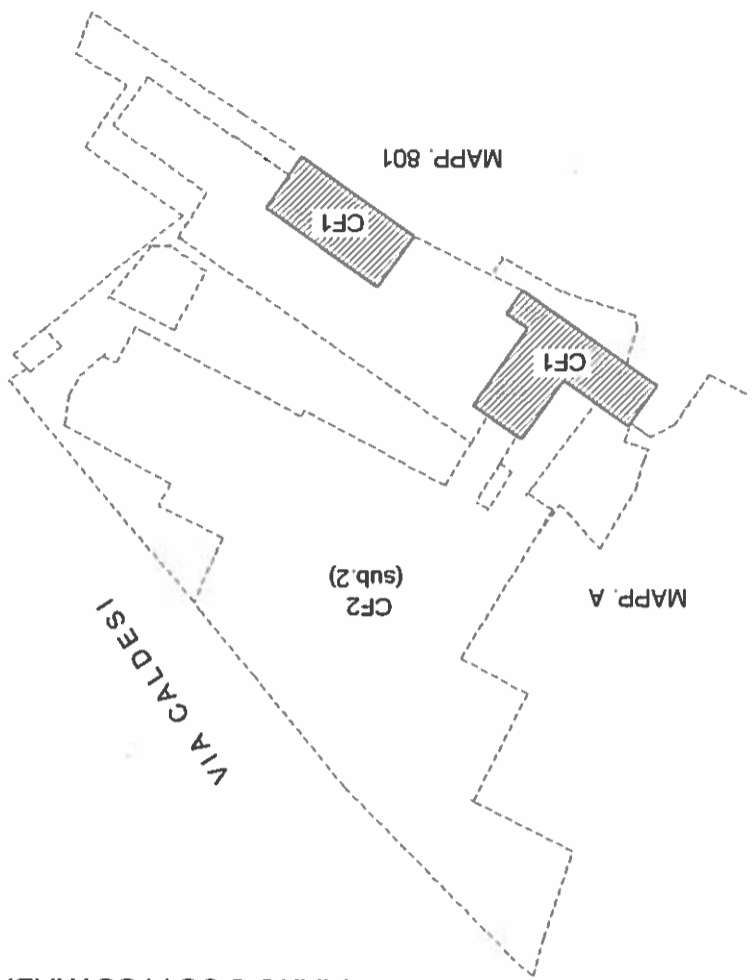 VIA CALDESI
MAPP. A
CF2
(sub.2)
CF1
CF1
MAPP. 801